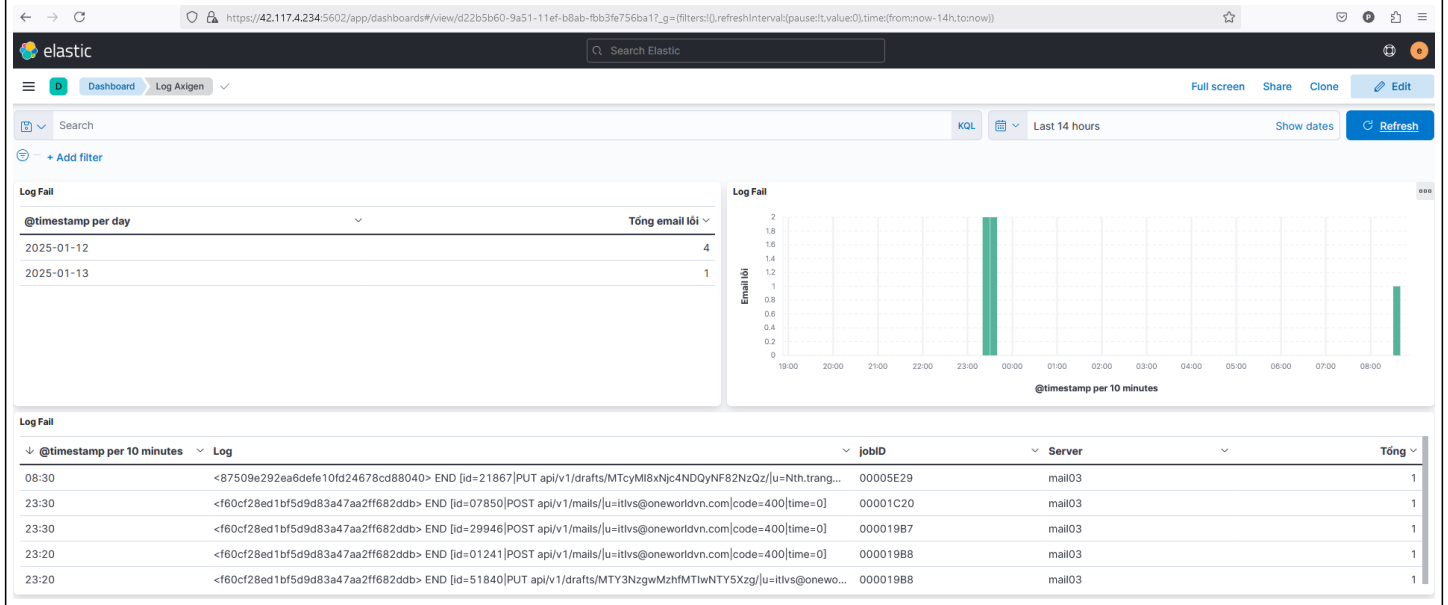 https://42.117.4.234:5602/app/dashboards#/view/d22b5b60-9a51-11ef-b8ab-fbb3fe756ba1?_g=(filters:!(),refreshInterval:(pause:!t,value:0),time:(from:now-14h,to:now))
elastic
Search Elastic
e
D
Dashboard
Log Axigen
Full screen
Share
Clone
Edit
Search
KQL
Last 14 hours
Show dates
Refresh
+ Add filter
Log Fail
@timestamp per day
Tổng email lỗi
2025-01-12
4
2025-01-13
1
Log Fail
Email lỗi
2
1.8
1.6
1.4
1.2
1
0.8
0.6
0.4
0.2
0
19:00 20:00 21:00 22:00 23:00 00:00 01:00 02:00 03:00 04:00 05:00 06:00 07:00 08:00
@timestamp per 10 minutes
Log Fail
@timestamp per 10 minutes Log jobID Server Tổng
08:30 <87509e292ea6defe10fd24678cd88040> END [id=21867|PUT api/v1/drafts/MTcyMI8xNjc4NDQyNF82NzQz/|u=Nth.trang... 00005E29 mail03 1
23:30 <f60cf28ed1bf5d9d83a47aa2ff682ddb> END [id=07850|POST api/v1/mails/|u=itlvs@oneworldvn.com|code=400|time=0] 00001C20 mail03 1
23:30 <f60cf28ed1bf5d9d83a47aa2ff682ddb> END [id=29946|POST api/v1/mails/|u=itlvs@oneworldvn.com|code=400|time=0] 000019B7 mail03 1
23:20 <f60cf28ed1bf5d9d83a47aa2ff682ddb> END [id=01241|POST api/v1/mails/|u=itlvs@oneworldvn.com|code=400|time=0] 000019B8 mail03 1
23:20 <f60cf28ed1bf5d9d83a47aa2ff682ddb> END [id=51840|PUT api/v1/drafts/MTY3NzgwMzhfMTIwNTY5Xzg/|u=itlvs@onewo... 000019B8 mail03 1